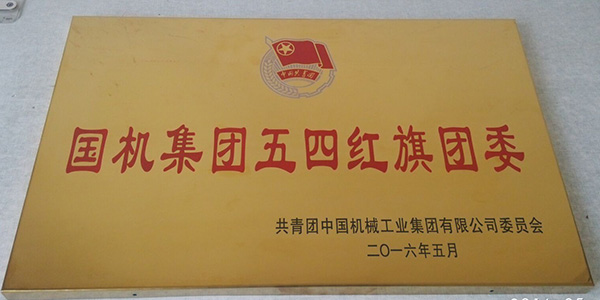 中国共青团
国机集团五四红旗团委
共青团中国机械工业集团有限公司委员会
二〇一六年五月